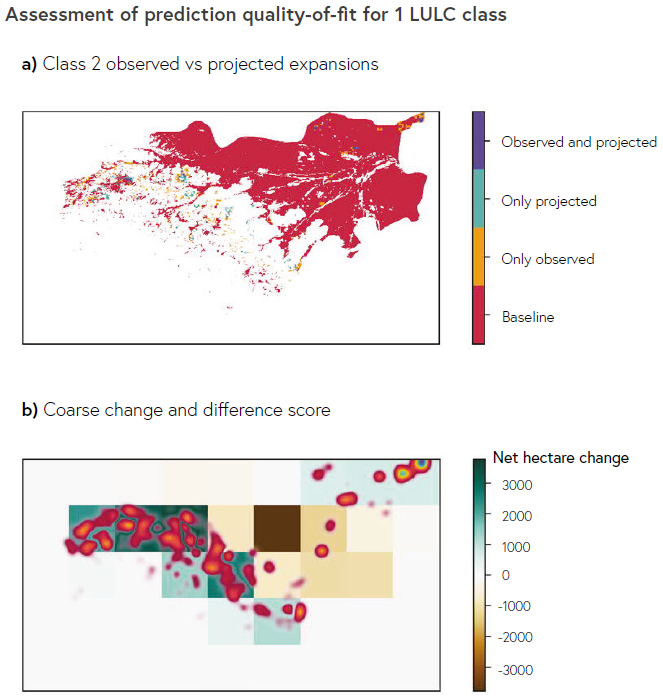 Assessment of prediction quality-of-fit for 1 LULC class
a) Class 2 observed vs projected expansions
Observed and projected
Only projected
Only observed
Baseline
b) Coarse change and difference score
Net hectare change
3000
2000
1000
0
-1000
-2000
-3000